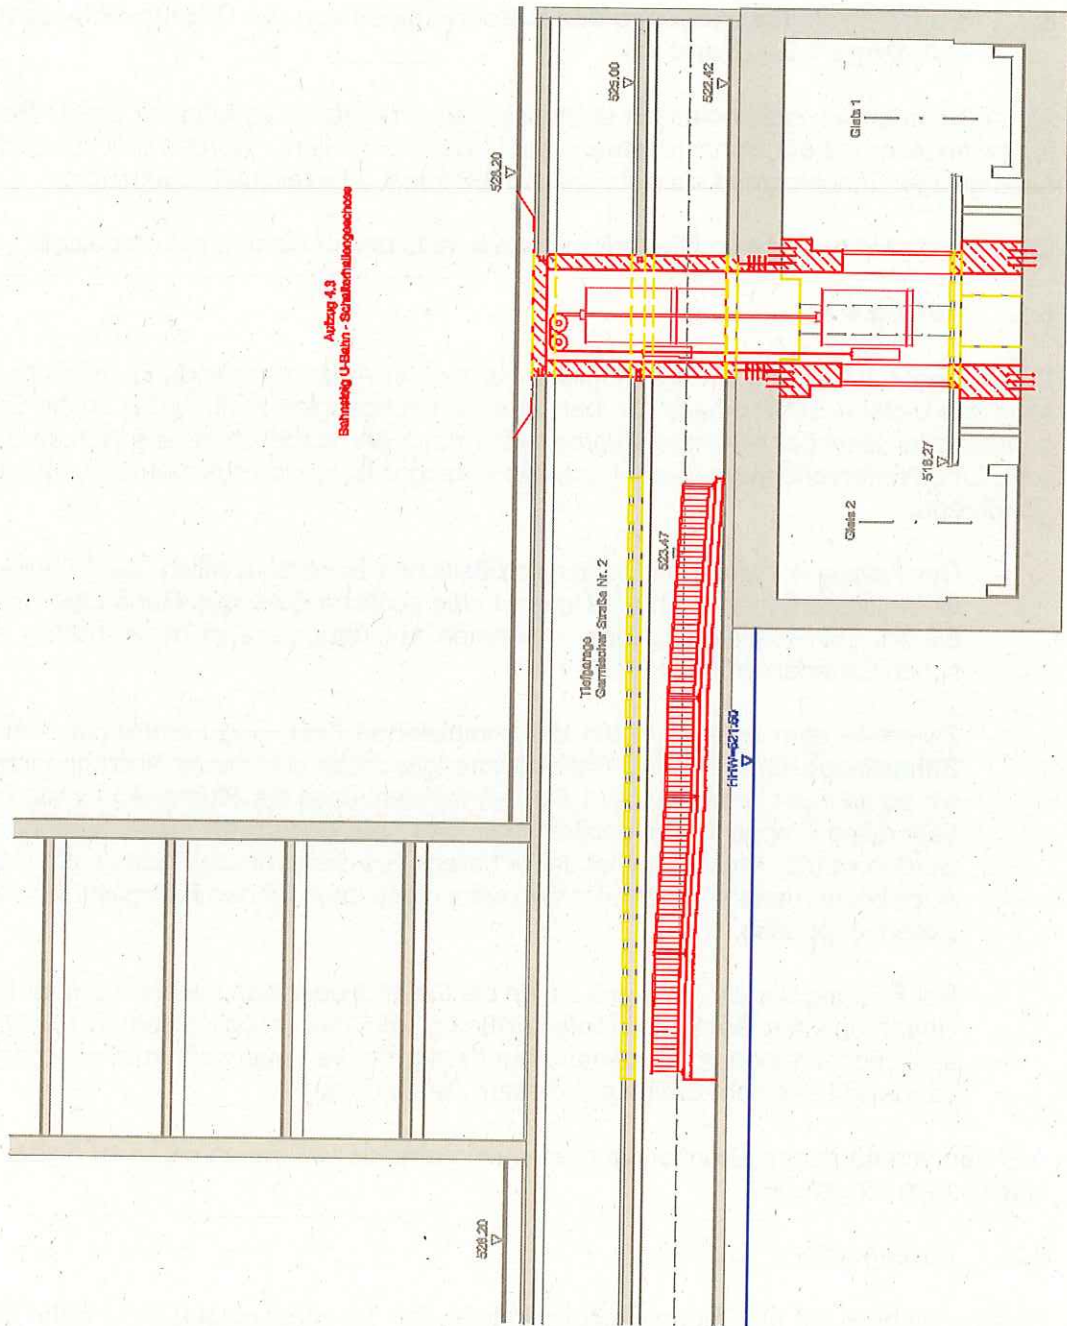 Aufzug 4.3
Bahnsteig U-Bahn - Schalterhallengeschoss
528.20
525.00
522.42
Gleis 1
518.27
Gleis 2
523.47
Tiefgarage
Garmischer Straße Nr. 2
HHW=521.60
528.20